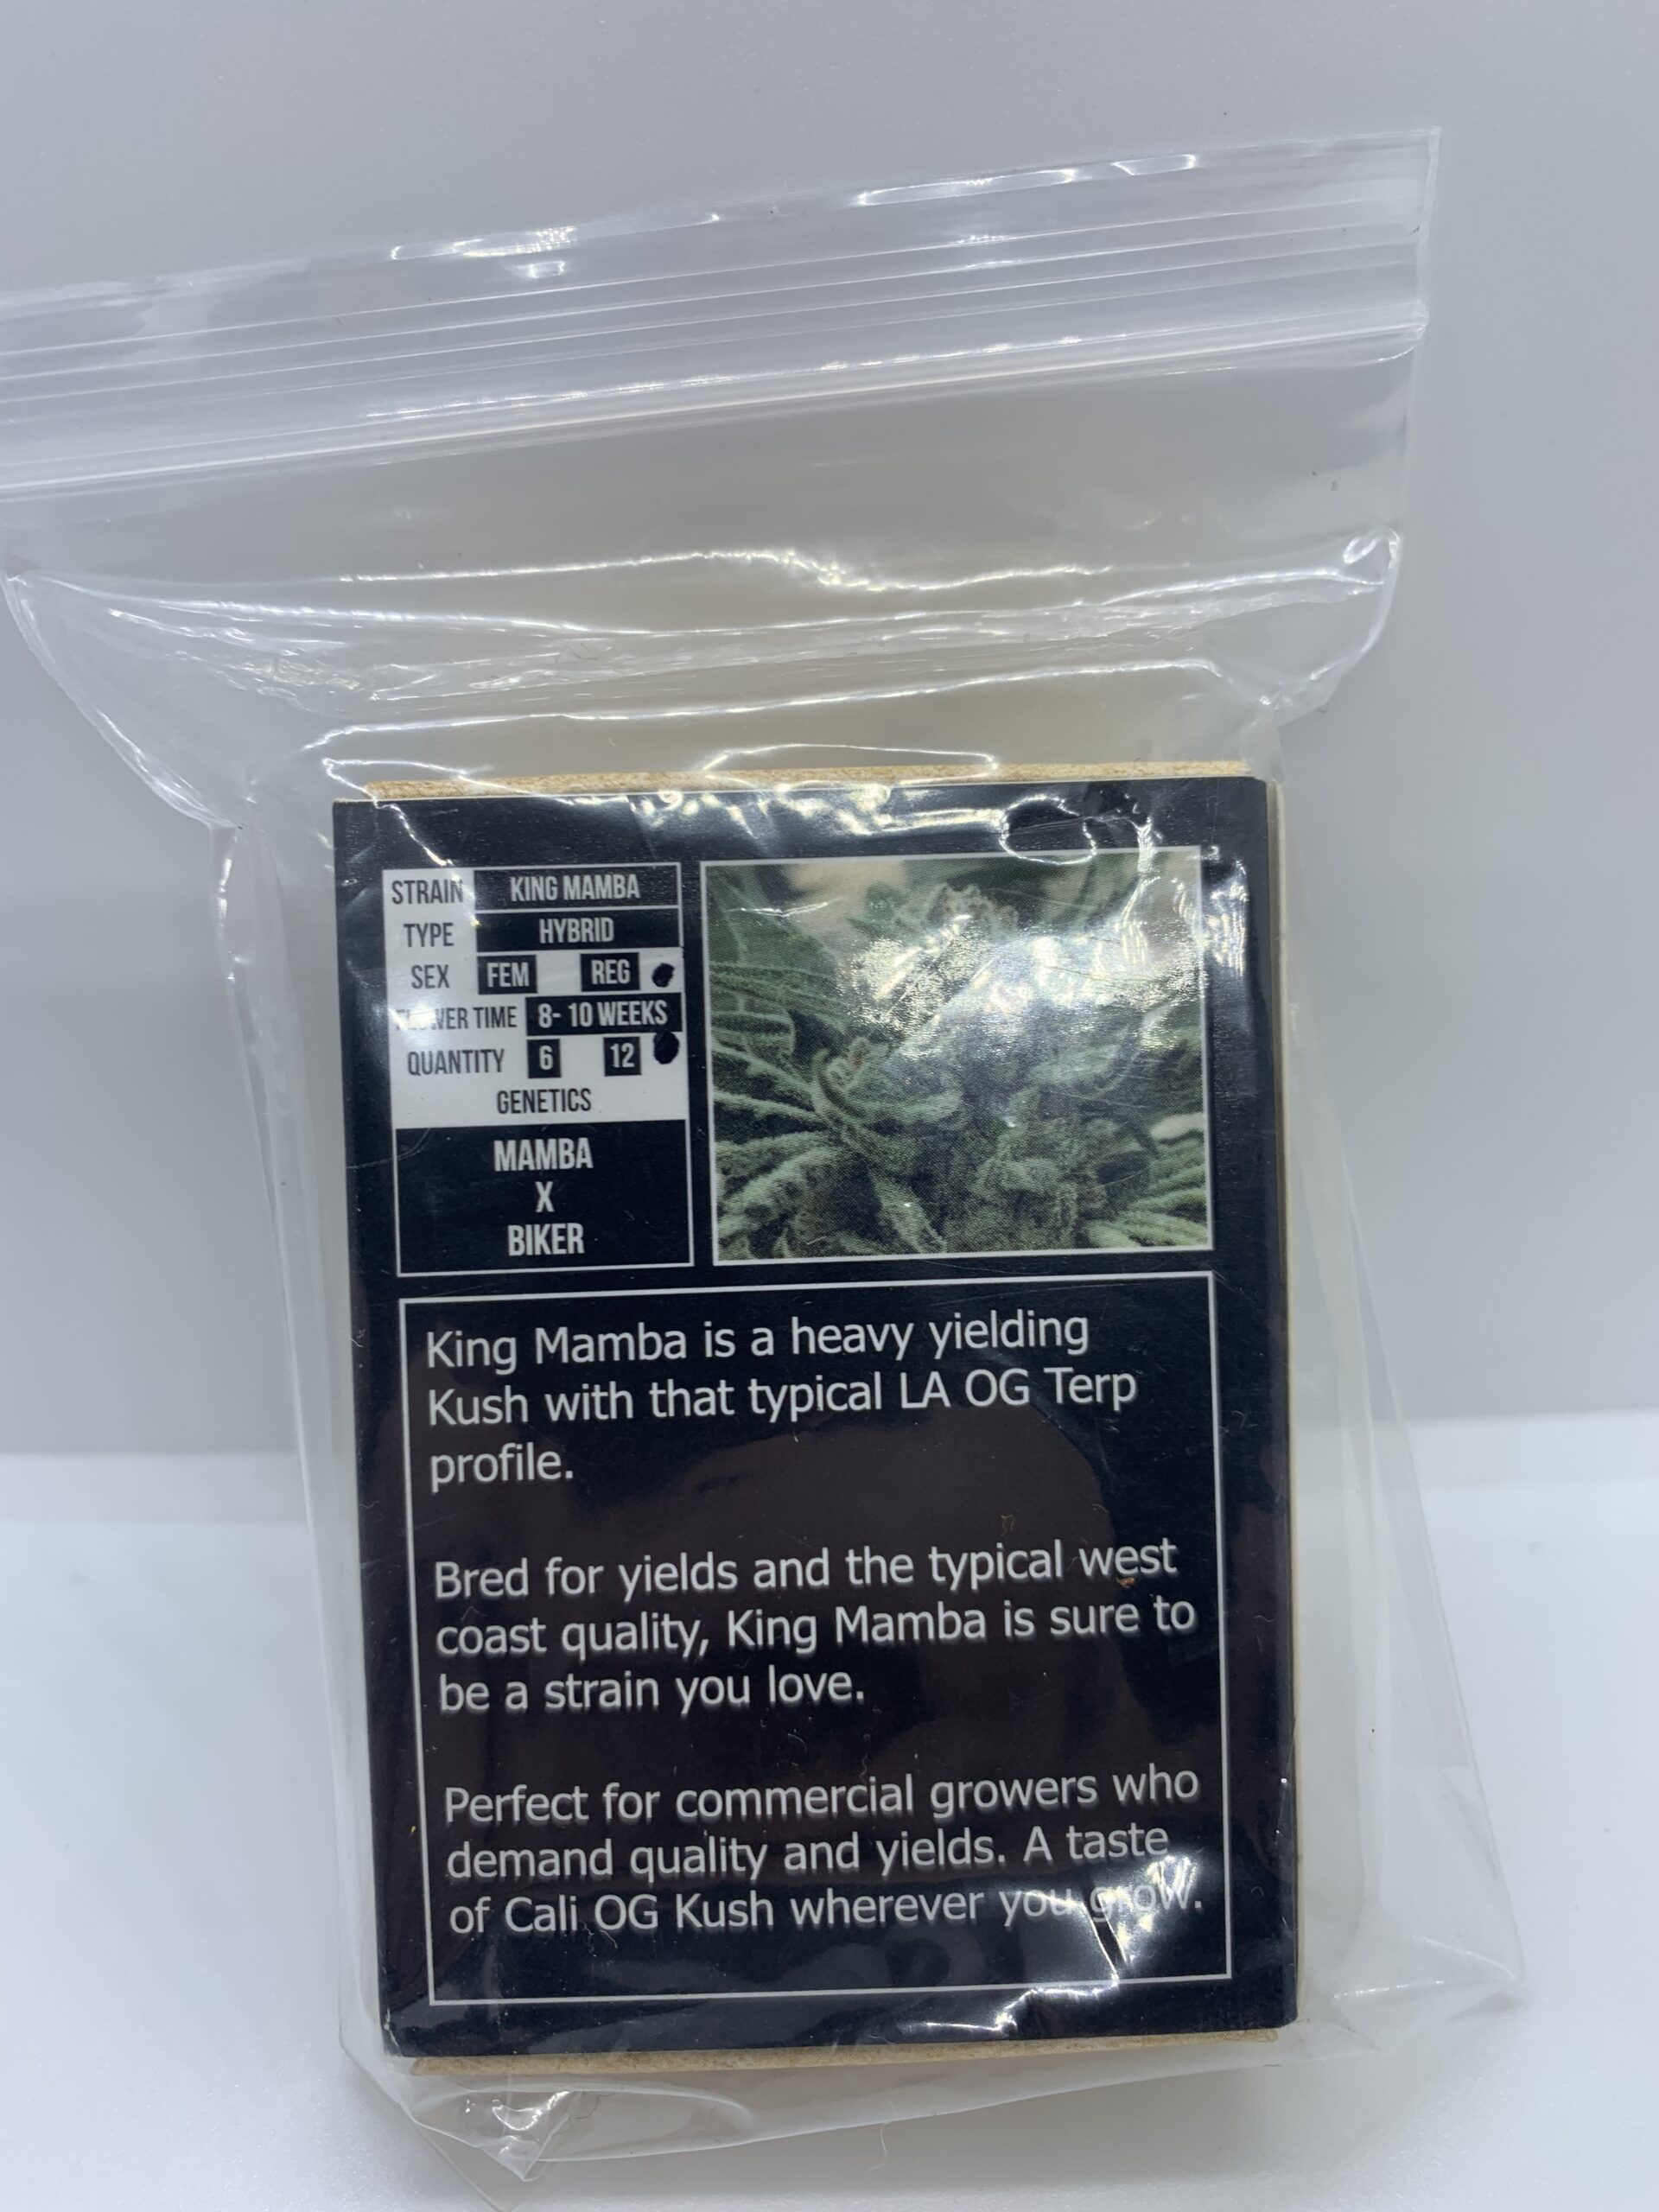 STRAIN KING MAMBA
TYPE HYBRID
SEX FEM REG
FLOWER TIME 8- 10 WEEKS
QUANTITY 6 12
GENETICS
MAMBA
X
BIKER
King Mamba is a heavy yielding
Kush with that typical LA OG Terp
profile.
Bred for yields and the typical west
coast quality, King Mamba is sure to
be a strain you love.
Perfect for commercial growers who
demand quality and yields. A taste
of Cali OG Kush wherever you grow.